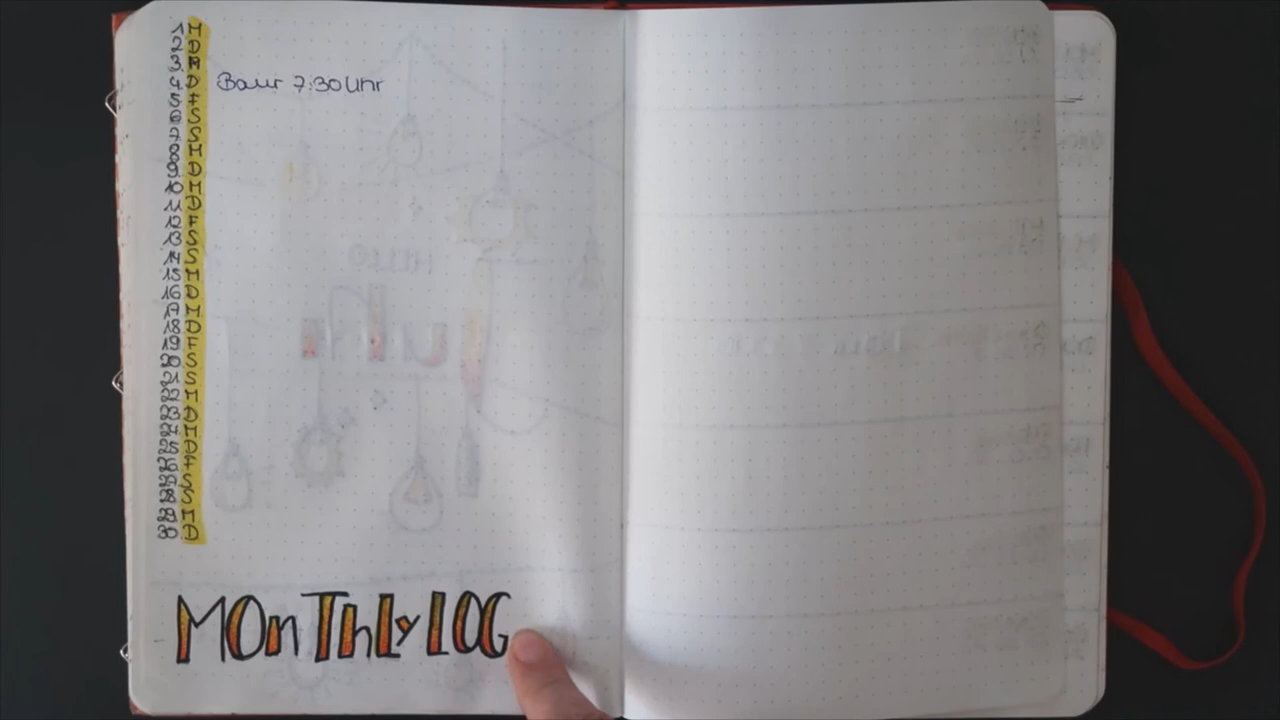 1 M
2 D
3. M
4. D Baur 7:30 Uhr
5 F
6 S
7. S
8 M
9. D
10 M
11 D
12 F
13 S
14 S
15 M
16 D
17 M
18 D
19 F
20 S
21 S
22 M
23 D
24 M
25 D
26 F
27 S
28 S
29 M
30 D
MOnThLy LOG